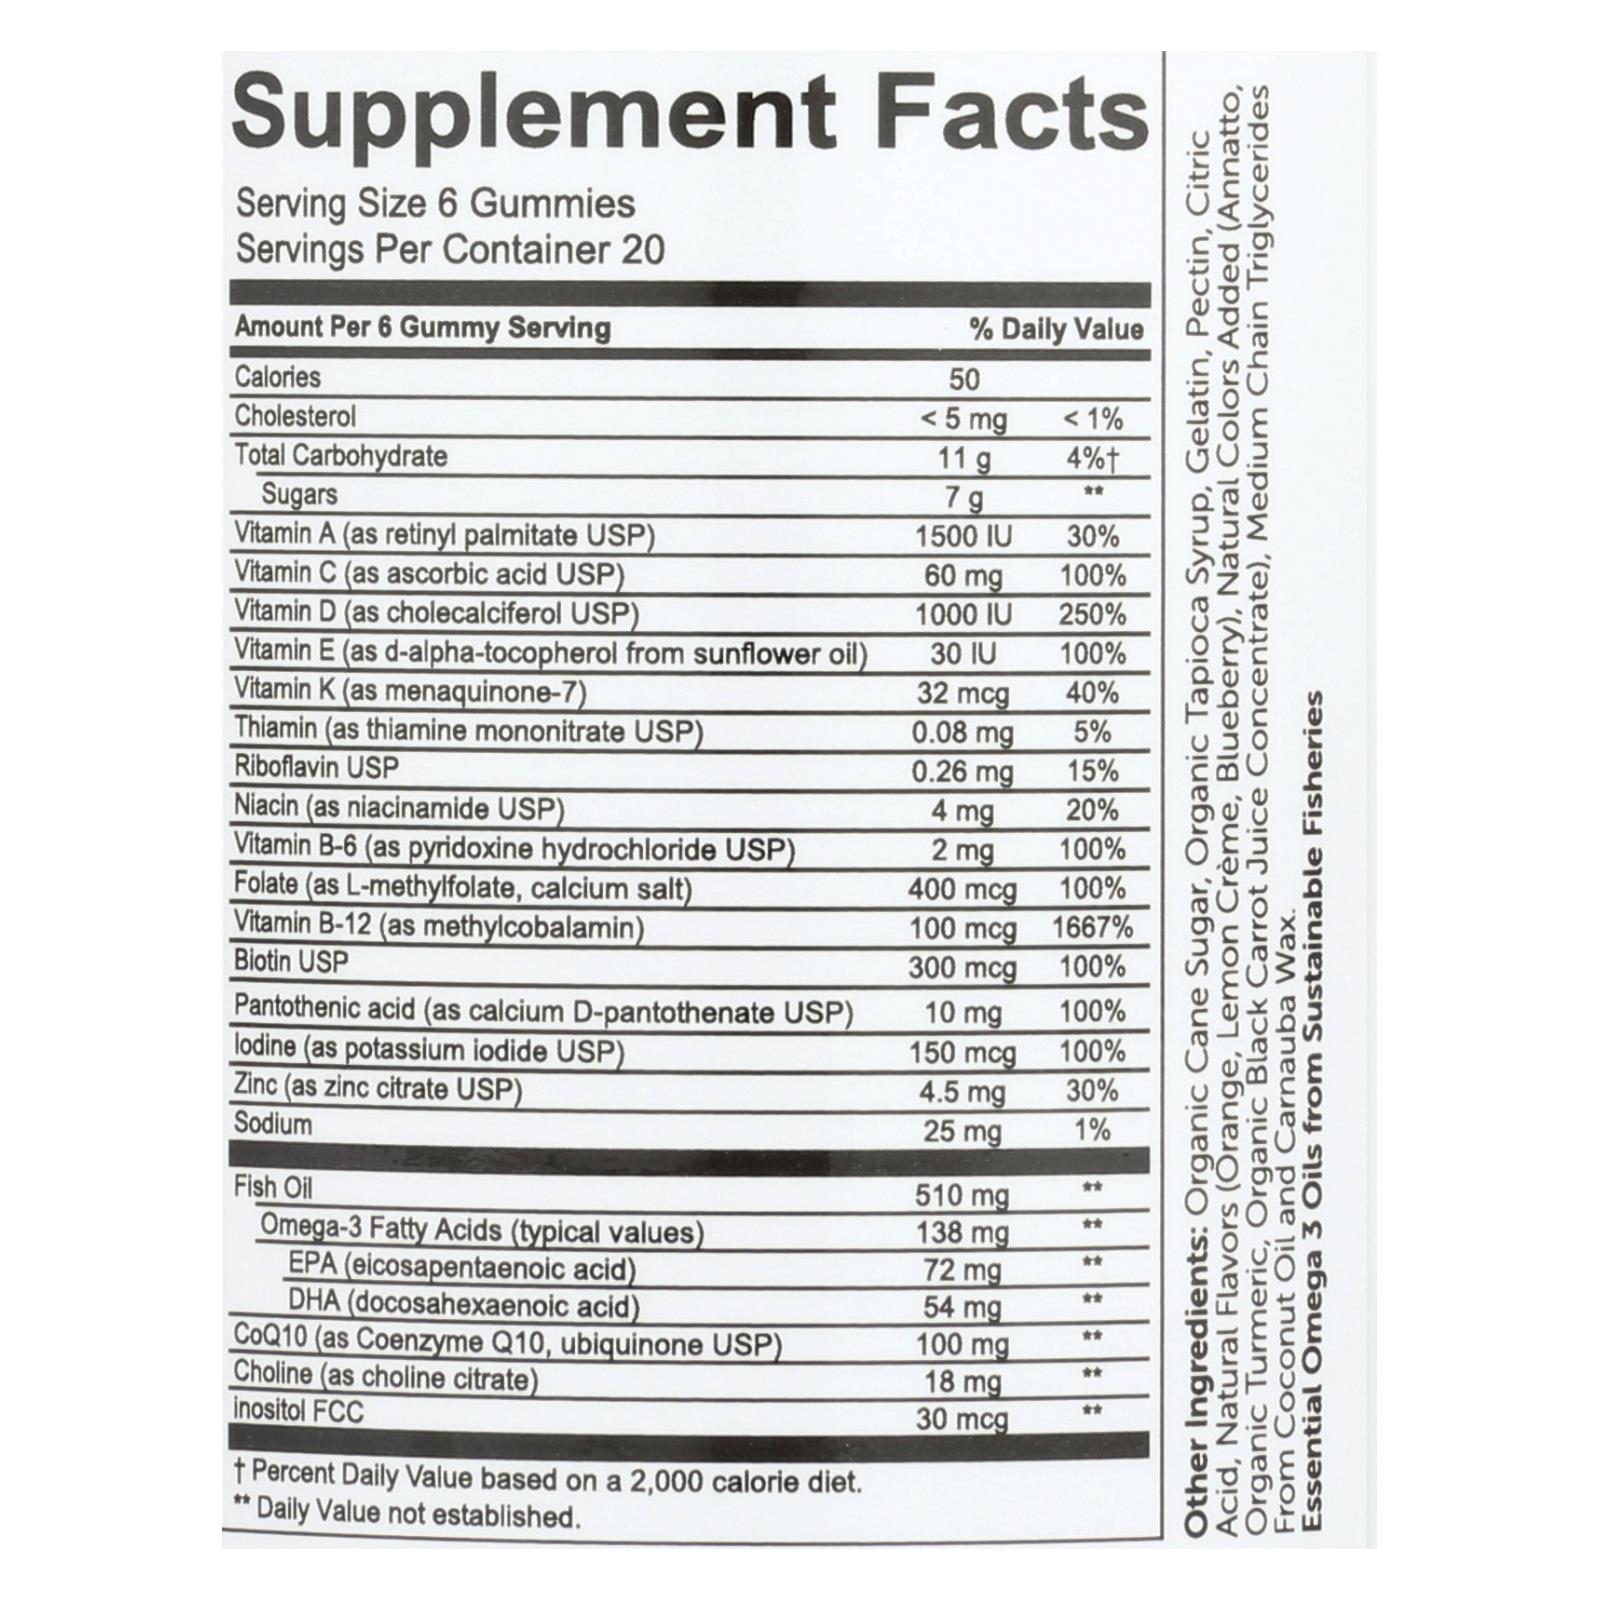 Supplement Facts
Serving Size 6 Gummies
Servings Per Container 20
Amount Per 6 Gummy Serving % Daily Value
Calories 50
Cholesterol < 5 mg < 1%
Total Carbohydrate 11 g 4%†
Sugars 7 g **
Vitamin A (as retinyl palmitate USP) 1500 IU 30%
Vitamin C (as ascorbic acid USP) 60 mg 100%
Vitamin D (as cholecalciferol USP) 1000 IU 250%
Vitamin E (as d-alpha-tocopherol from sunflower oil) 30 IU 100%
Vitamin K (as menaquinone-7) 32 mcg 40%
Thiamin (as thiamine mononitrate USP) 0.08 mg 5%
Riboflavin USP 0.26 mg 15%
Niacin (as niacinamide USP) 4 mg 20%
Vitamin B-6 (as pyridoxine hydrochloride USP) 2 mg 100%
Folate (as L-methylfolate, calcium salt) 400 mcg 100%
Vitamin B-12 (as methylcobalamin) 100 mcg 1667%
Biotin USP 300 mcg 100%
Pantothenic acid (as calcium D-pantothenate USP) 10 mg 100%
Iodine (as potassium iodide USP) 150 mcg 100%
Zinc (as zinc citrate USP) 4.5 mg 30%
Sodium 25 mg 1%
Fish Oil 510 mg **
Omega-3 Fatty Acids (typical values) 138 mg **
EPA (eicosapentaenoic acid) 72 mg **
DHA (docosahexaenoic acid) 54 mg **
CoQ10 (as Coenzyme Q10, ubiquinone USP) 100 mg **
Choline (as choline citrate) 18 mg **
inositol FCC 30 mcg **
† Percent Daily Value based on a 2,000 calorie diet.
** Daily Value not established.
Other Ingredients: Organic Cane Sugar, Organic Tapioca Syrup, Gelatin, Pectin, Citric
Acid, Natural Flavors (Orange, Lemon Crème, Blueberry), Natural Colors Added (Annatto,
Organic Turmeric, Organic Black Carrot Juice Concentrate), Medium Chain Triglycerides
From Coconut Oil and Carnauba Wax.
Essential Omega 3 Oils from Sustainable Fisheries